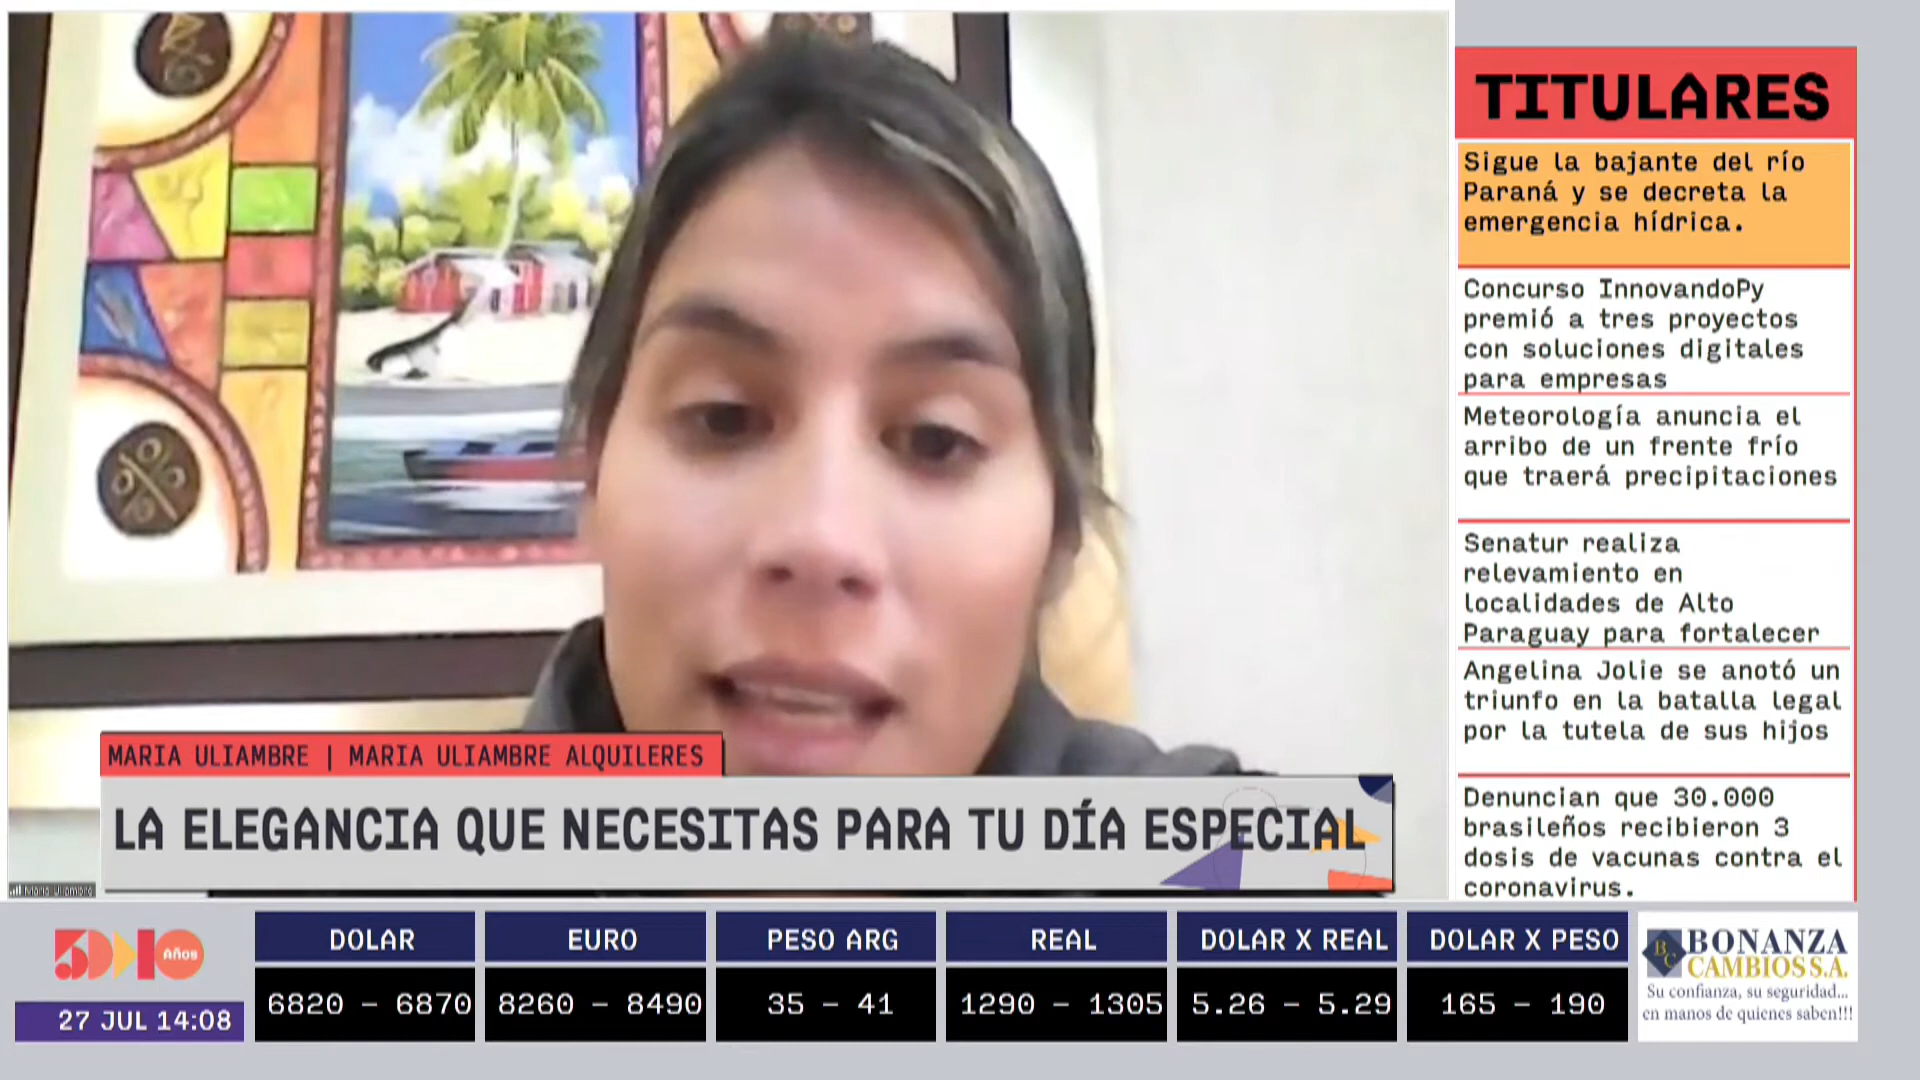 TITULARES
Sigue la bajante del río
Paraná y se decreta la
emergencia hídrica.
Concurso InnovandoPy
premió a tres proyectos
con soluciones digitales
para empresas
Meteorología anuncia el
arribo de un frente frío
que traerá precipitaciones
Senatur realiza
relevamiento en
localidades de Alto
Paraguay para fortalecer
Angelina Jolie se anotó un
triunfo en la batalla legal
por la tutela de sus hijos
Denuncian que 30.000
brasileños recibieron 3
dosis de vacunas contra el
coronavirus.
MARIA ULIAMBRE | MARIA ULIAMBRE ALQUILERES
LA ELEGANCIA QUE NECESITAS PARA TU DÍA ESPECIAL
Maria Uliambre
Años
27 JUL 14:08
DOLAR
6820 - 6870
EURO
8260 - 8490
PESO ARG
35 - 41
REAL
1290 - 1305
DOLAR X REAL
5.26 - 5.29
DOLAR X PESO
165 - 190
BC
BONANZA
CAMBIOS S.A.
Su confianza, su seguridad...
en manos de quienes saben!!!